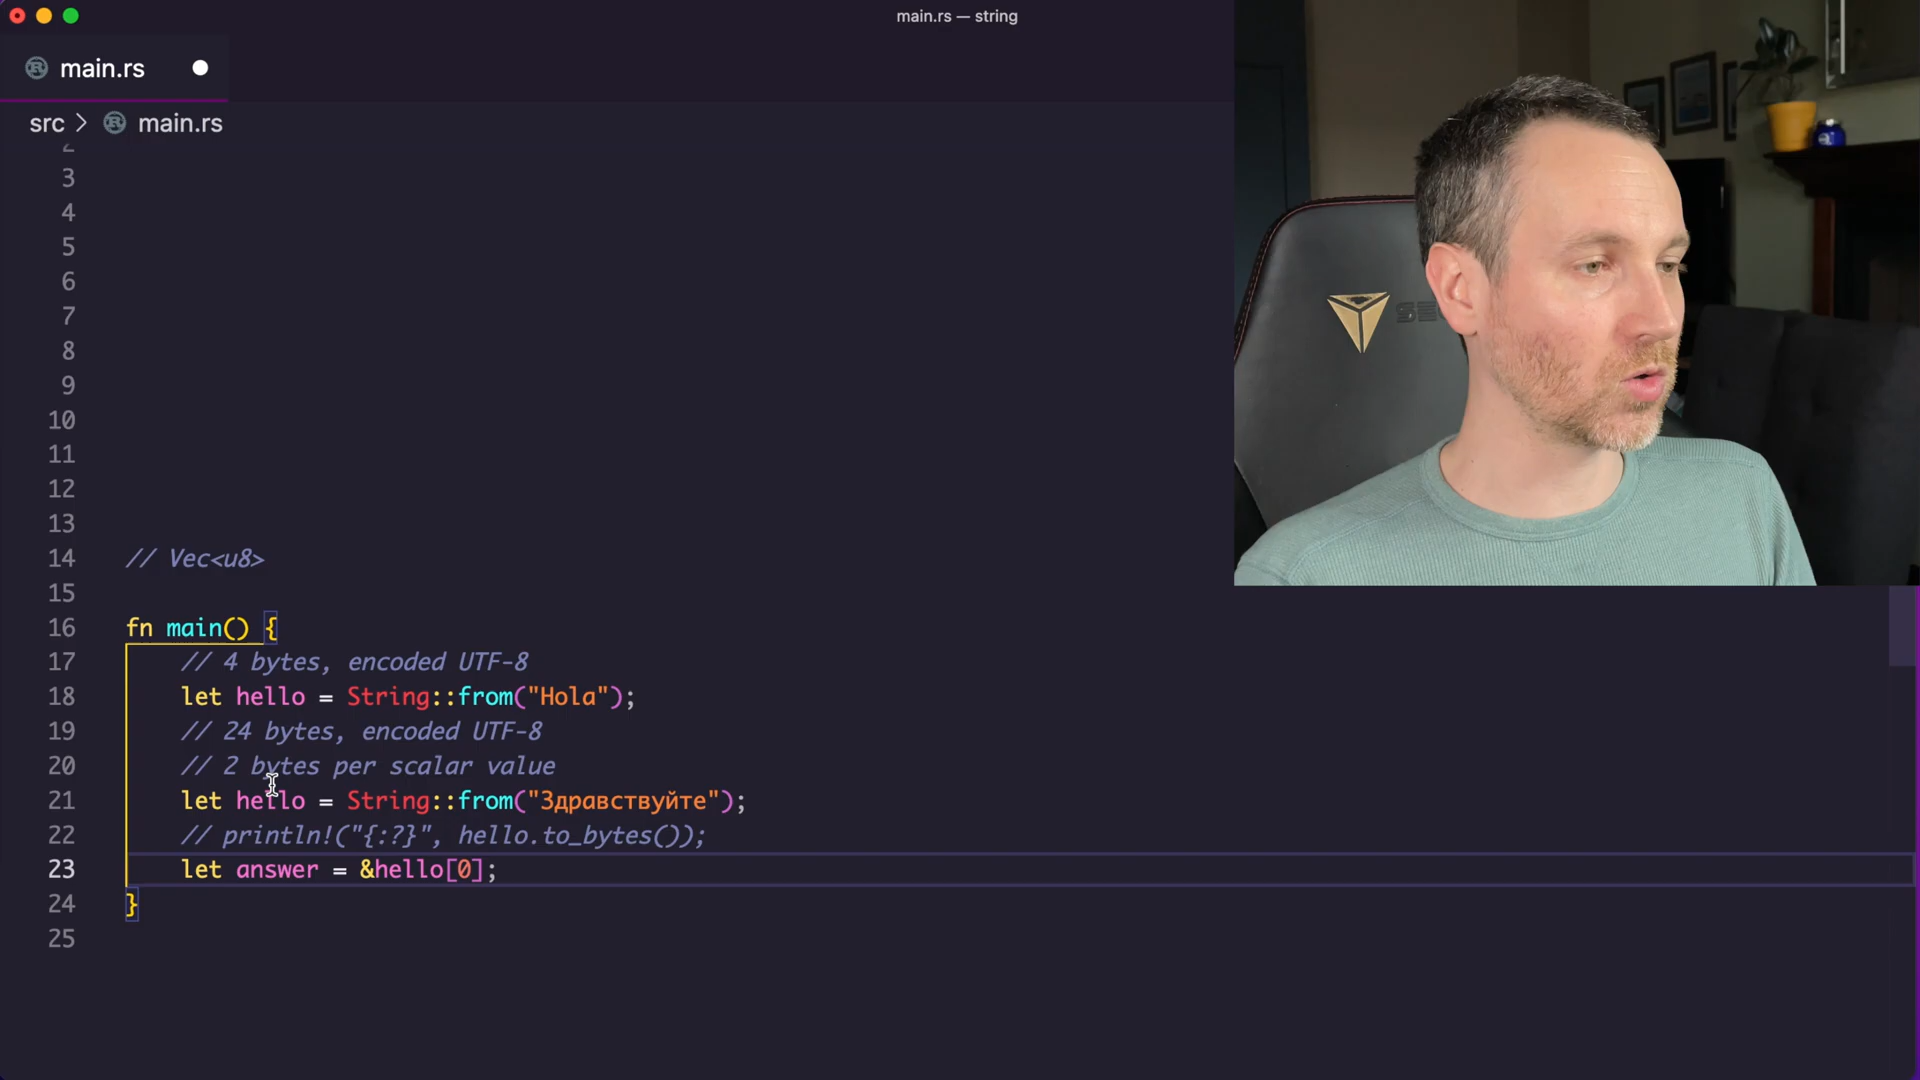 main.rs — string
main.rs
src > main.rs
2
3
4
5
6
7
8
9
10
11
12
13
14 // Vec<u8>
15
16 fn main() {
17 // 4 bytes, encoded UTF-8
18 let hello = String::from("Hola");
19 // 24 bytes, encoded UTF-8
20 // 2 bytes per scalar value
21 let hello = String::from("Здравствуйте");
22 // println!("{:?}", hello.to_bytes());
23 let answer = &hello[0];
24 }
25